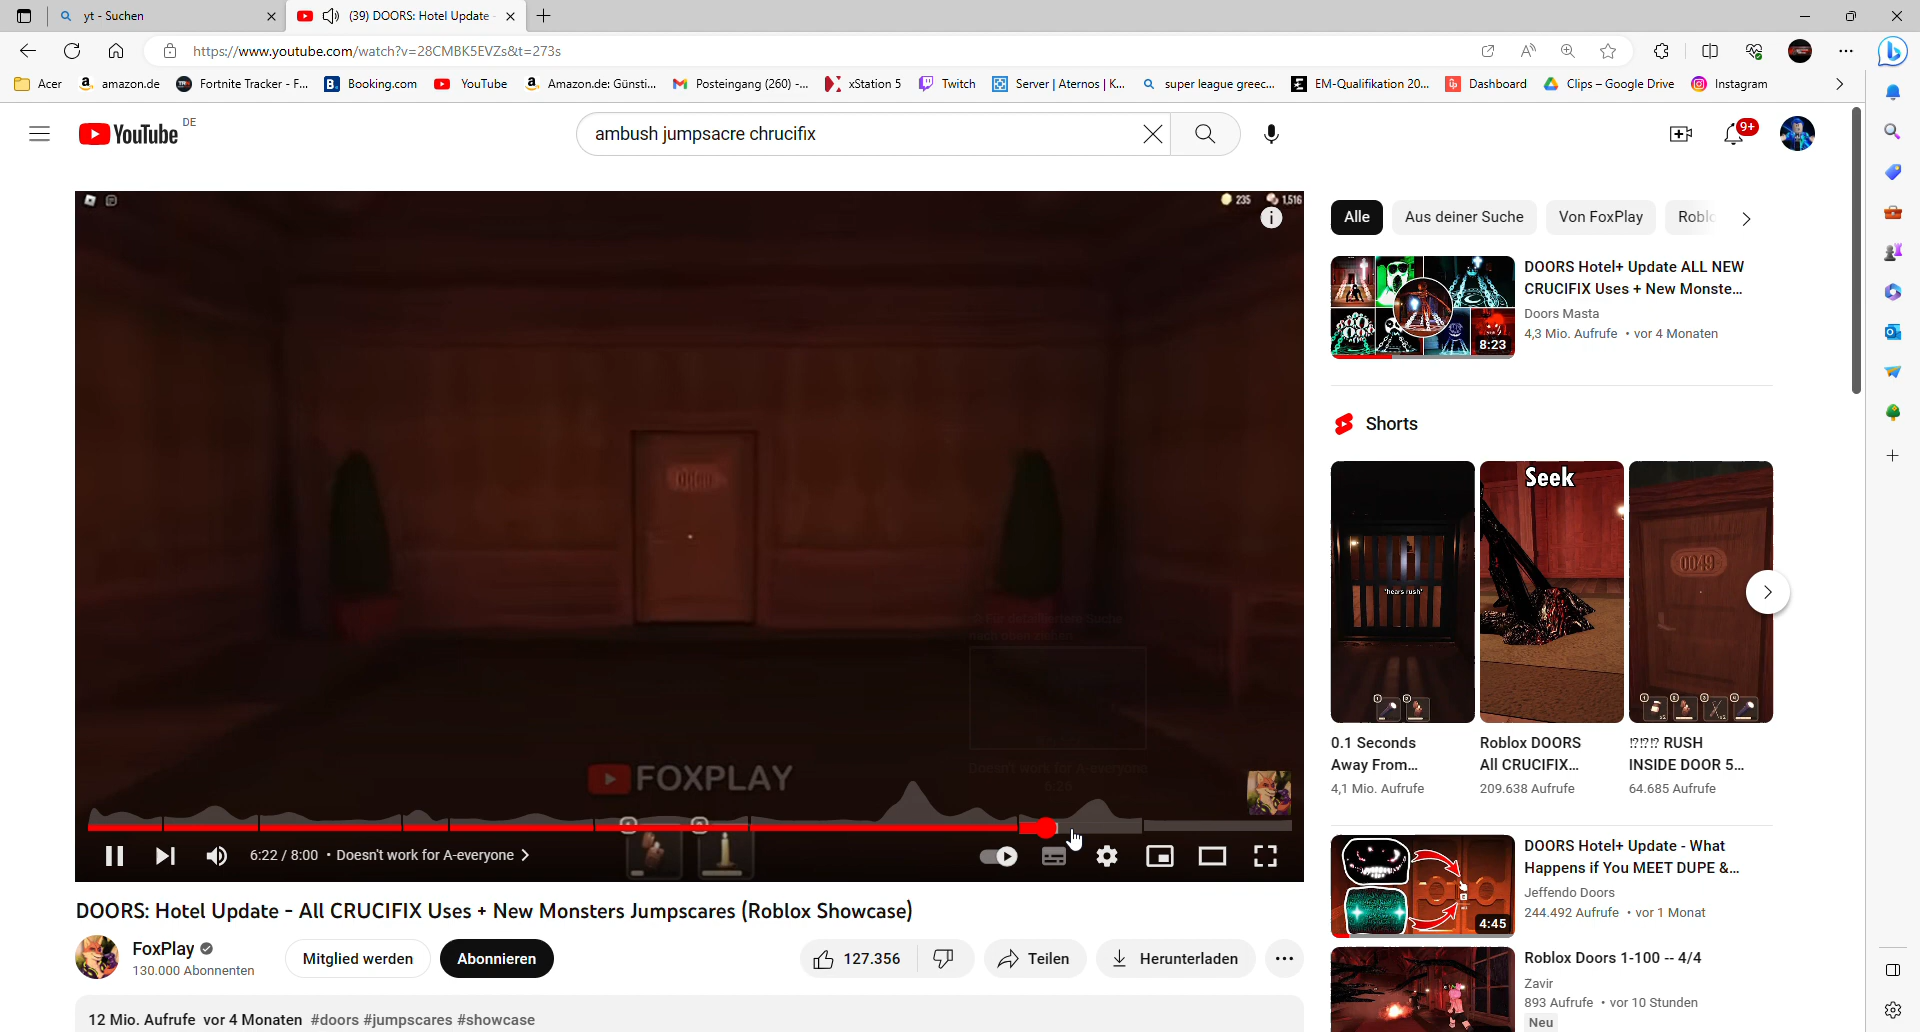 yt - Suchen
(39) DOORS: Hotel Update -
https://www.youtube.com/watch?v=28CMBK5EVZs&t=273s
Acer
amazon.de
Fortnite Tracker - F...
Booking.com
YouTube
Amazon.de: Günsti...
Posteingang (260) -...
xStation 5
Twitch
Server | Aternos | K...
super league greec...
EM-Qualifikation 20...
Dashboard
Clips – Google Drive
Instagram
YouTube DE
ambush jumpsacre chrucifix
9+
235 1,516
FOXPLAY
Doesn't work for A-everyone
6:22 / 8:00 • Doesn't work for A-everyone
DOORS: Hotel Update - All CRUCIFIX Uses + New Monsters Jumpscares (Roblox Showcase)
FoxPlay
130.000 Abonnenten
Mitglied werden
Abonnieren
127.356
Teilen
Herunterladen
12 Mio. Aufrufe vor 4 Monaten #doors #jumpscares #showcase
Alle
Aus deiner Suche
Von FoxPlay
Roblo
8:23
DOORS Hotel+ Update ALL NEW
CRUCIFIX Uses + New Monste...
Doors Masta
4,3 Mio. Aufrufe • vor 4 Monaten
Shorts
*hears rush*
Seek
0049
0.1 Seconds
Away From...
4,1 Mio. Aufrufe
Roblox DOORS
All CRUCIFIX...
209.638 Aufrufe
⁉⁉⁉ RUSH
INSIDE DOOR 5...
64.685 Aufrufe
4:45
DOORS Hotel+ Update - What
Happens if You MEET DUPE &...
Jeffendo Doors
244.492 Aufrufe • vor 1 Monat
Roblox Doors 1-100 -- 4/4
Zavir
893 Aufrufe • vor 10 Stunden
Neu